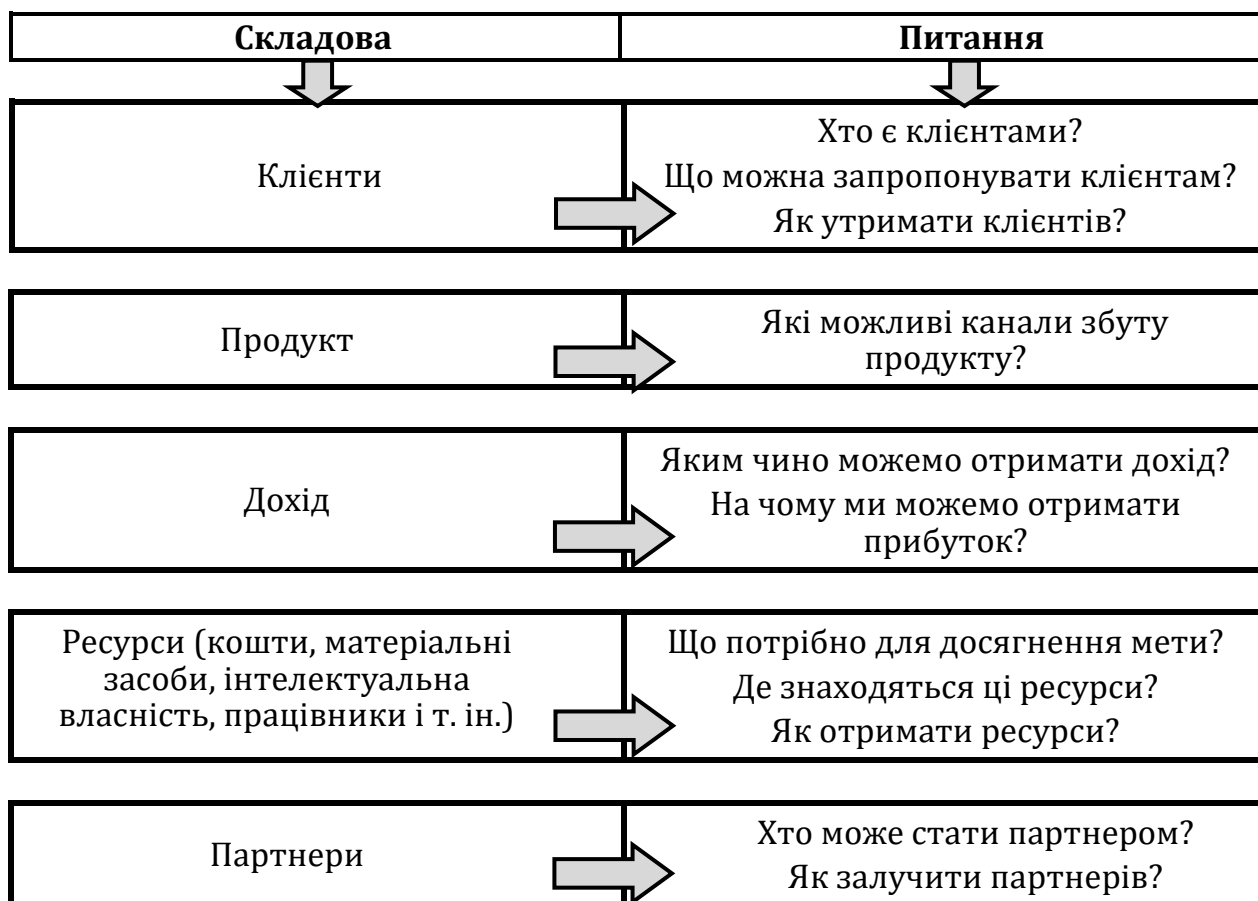 Складова
Питання
Клієнти
Хто є клієнтами?
Що можна запропонувати клієнтам?
Як утримати клієнтів?
Продукт
Які можливі канали збуту
продукту?
Дохід
Яким чино можемо отримати дохід?
На чому ми можемо отримати
прибуток?
Ресурси (кошти, матеріальні
засоби, інтелектуальна
власність, працівники і т. ін.)
Що потрібно для досягнення мети?
Де знаходяться ці ресурси?
Як отримати ресурси?
Партнери
Хто може стати партнером?
Як залучити партнерів?